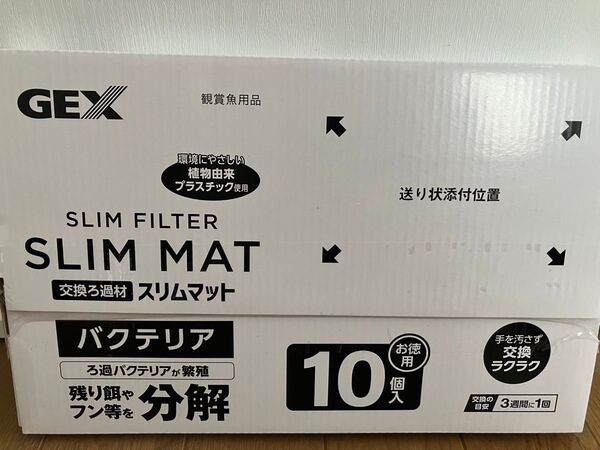 GEX
観賞魚用品
環境にやさしい
植物由来
プラスチック使用
送り状添付位置
SLIM FILTER
SLIM MAT
交換ろ過材 スリムマット
バクテリア
ろ過バクテリアが繁殖
残り餌や
フン等を 分解
お徳用
10個入
手を汚さず
交換
ラクラク
交換の
目安
3週間に1回